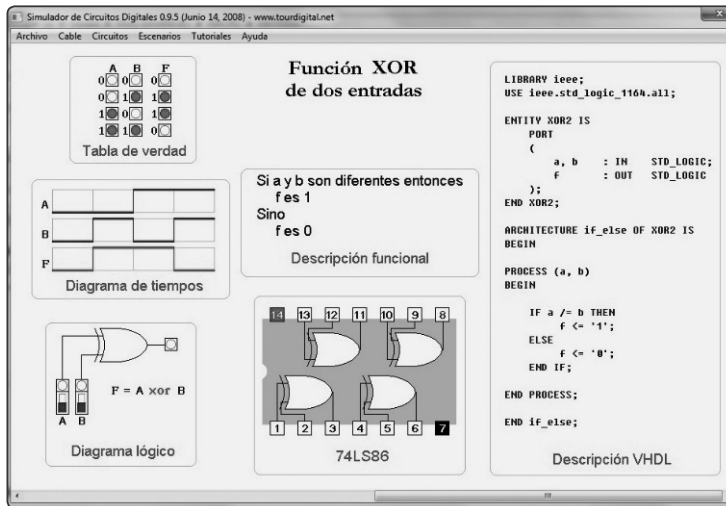 Simulador de Circuitos Digitales 0.9.5 (Junio 14, 2008) - www.tourdigital.net
Archivo Cable Circuitos Escenarios Tutoriales Ayuda
A B F
0 0 0
0 1 1
1 0 1
1 1 0
Tabla de verdad
Función XOR
de dos entradas
A
B
F
Diagrama de tiempos
Si a y b son diferentes entonces
f es 1
Sino
f es 0
Descripción funcional
F = A xor B
A B
Diagrama lógico
14 13 12 11 10 9 8
1 2 3 4 5 6 7
74LS86
LIBRARY ieee;
USE ieee.std_logic_1164.all;
ENTITY XOR2 IS
PORT
(
a, b : IN STD_LOGIC;
f : OUT STD_LOGIC
);
END XOR2;
ARCHITECTURE if_else OF XOR2 IS
BEGIN
PROCESS (a, b)
BEGIN
IF a /= b THEN
f <= '1';
ELSE
f <= '0';
END IF;
END PROCESS;
END if_else;
Descripción VHDL